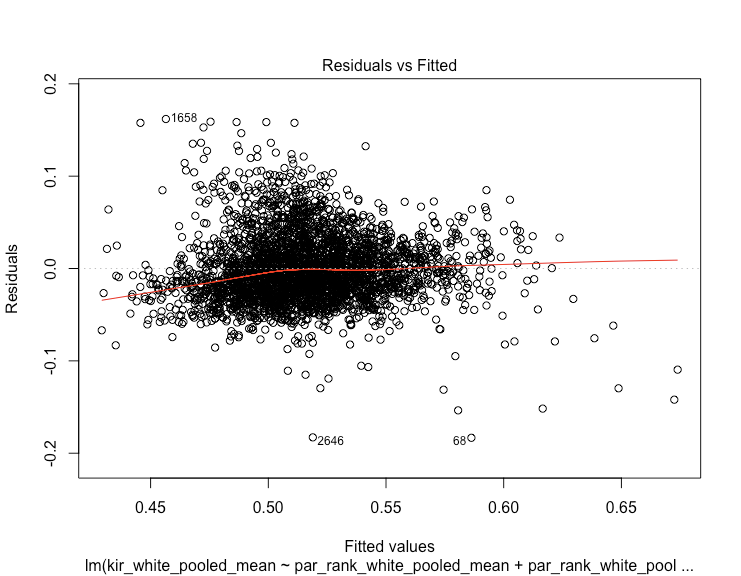 Residuals vs Fitted
0.2
0.1
0.0
-0.1
-0.2
Residuals
1658
2646
68
0.45 0.50 0.55 0.60 0.65
Fitted values
lm(kir_white_pooled_mean ~ par_rank_white_pooled_mean + par_rank_white_pool ...